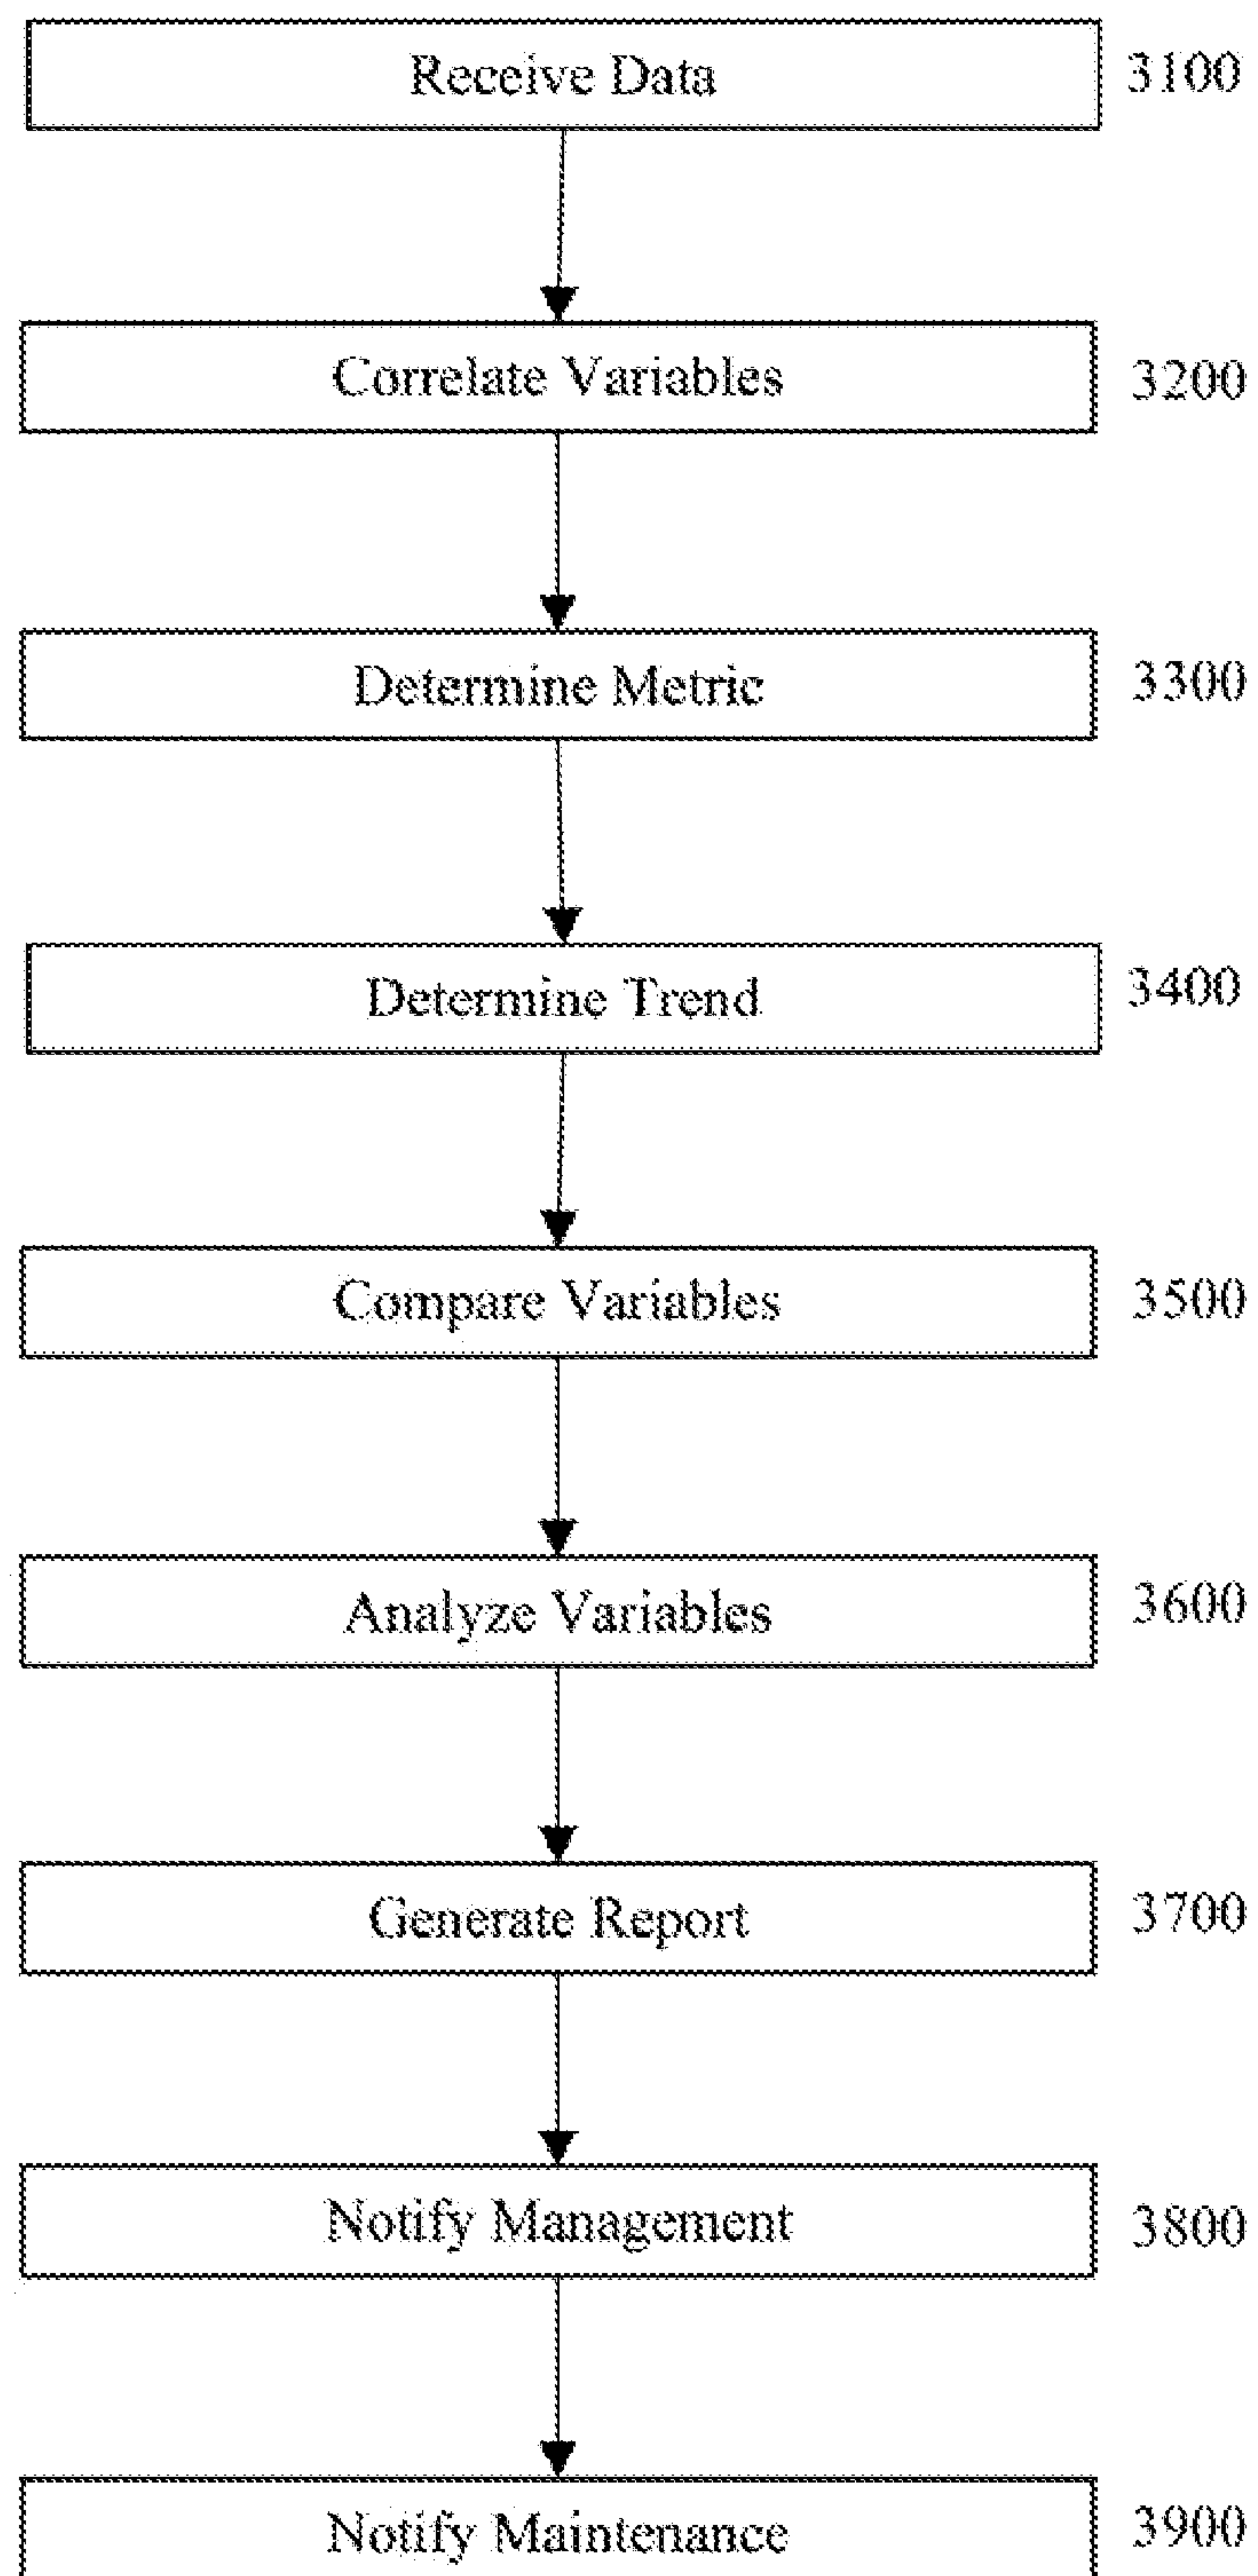 Receive Data 3100
Correlate Variables 3200
Determine Metric 3300
Determine Trend 3400
Compare Variables 3500
Analyze Variables 3600
Generate Report 3700
Notify Management 3800
Notify Maintenance 3900